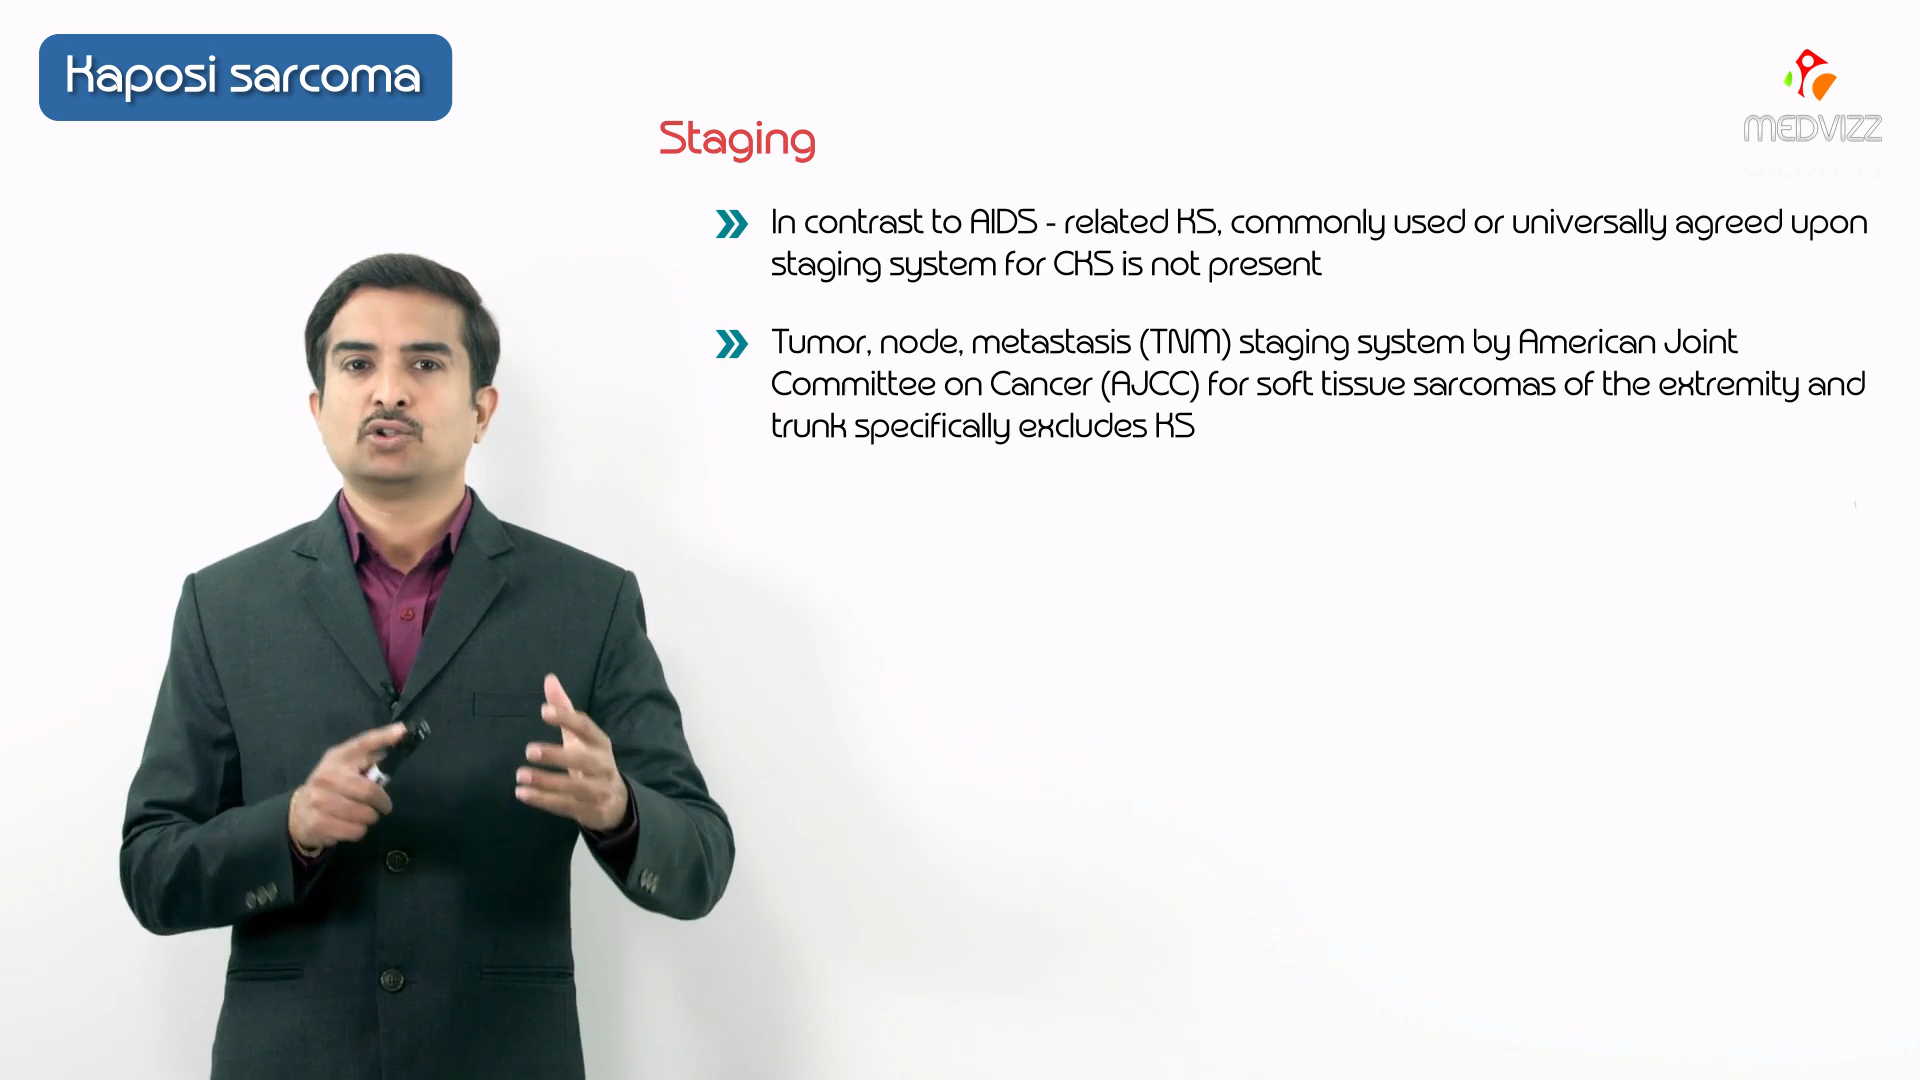 Kaposi sarcoma
MEDVIZZ
Staging
In contrast to AIDS - related KS, commonly used or universally agreed upon
staging system for CKS is not present
Tumor, node, metastasis (TNM) staging system by American Joint
Committee on Cancer (AJCC) for soft tissue sarcomas of the extremity and
trunk specifically excludes KS